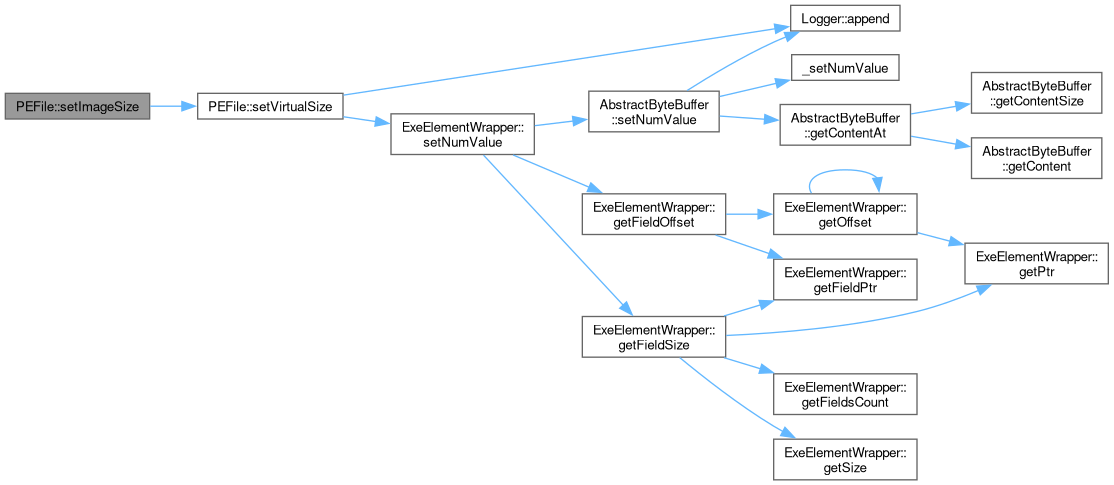 PEFile::setImageSize
PEFile::setVirtualSize
Logger::append
ExeElementWrapper::
setNumValue
AbstractByteBuffer
::setNumValue
_setNumValue
AbstractByteBuffer
::getContentAt
AbstractByteBuffer
::getContentSize
AbstractByteBuffer
::getContent
ExeElementWrapper::
getFieldOffset
ExeElementWrapper::
getOffset
ExeElementWrapper::
getPtr
ExeElementWrapper::
getFieldPtr
ExeElementWrapper::
getFieldSize
ExeElementWrapper::
getFieldsCount
ExeElementWrapper::
getSize